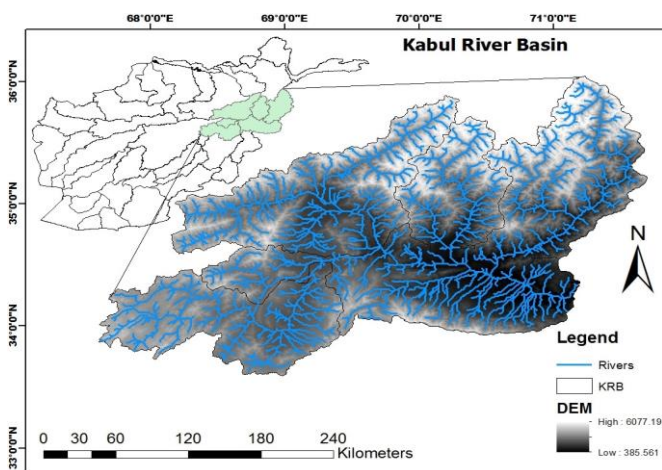 68°0'0"E 69°0'0"E 70°0'0"E 71°0'0"E
Kabul River Basin
36°0'0"N
35°0'0"N
34°0'0"N
33°0'0"N
N
Legend
Rivers
KRB
DEM
High : 6077.19
Low : 385.561
0 30 60 120 180 240
Kilometers